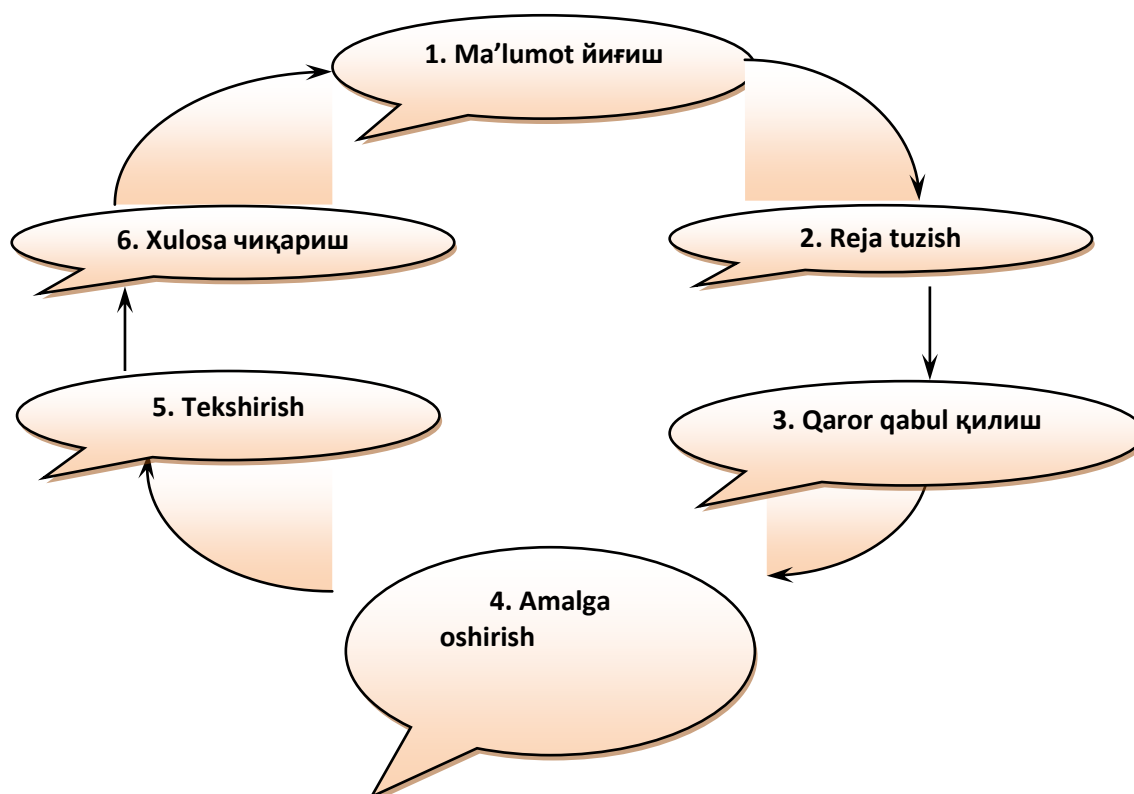 1. Ma’lumot йиғиш
6. Xulosa чиқариш
2. Reja tuzish
5. Tekshirish
3. Qaror qabul қилиш
4. Amalga
oshirish